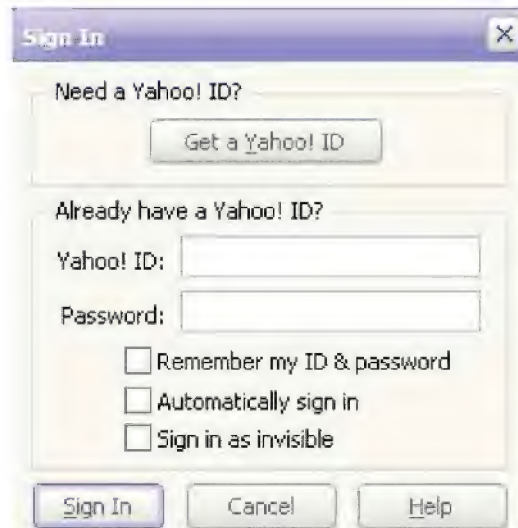 Sign In
Need a Yahoo! ID?
Get a Yahoo! ID
Already have a Yahoo! ID?
Yahoo! ID:
Password:
Remember my ID & password
Automatically sign in
Sign in as invisible
Sign In Cancel Help